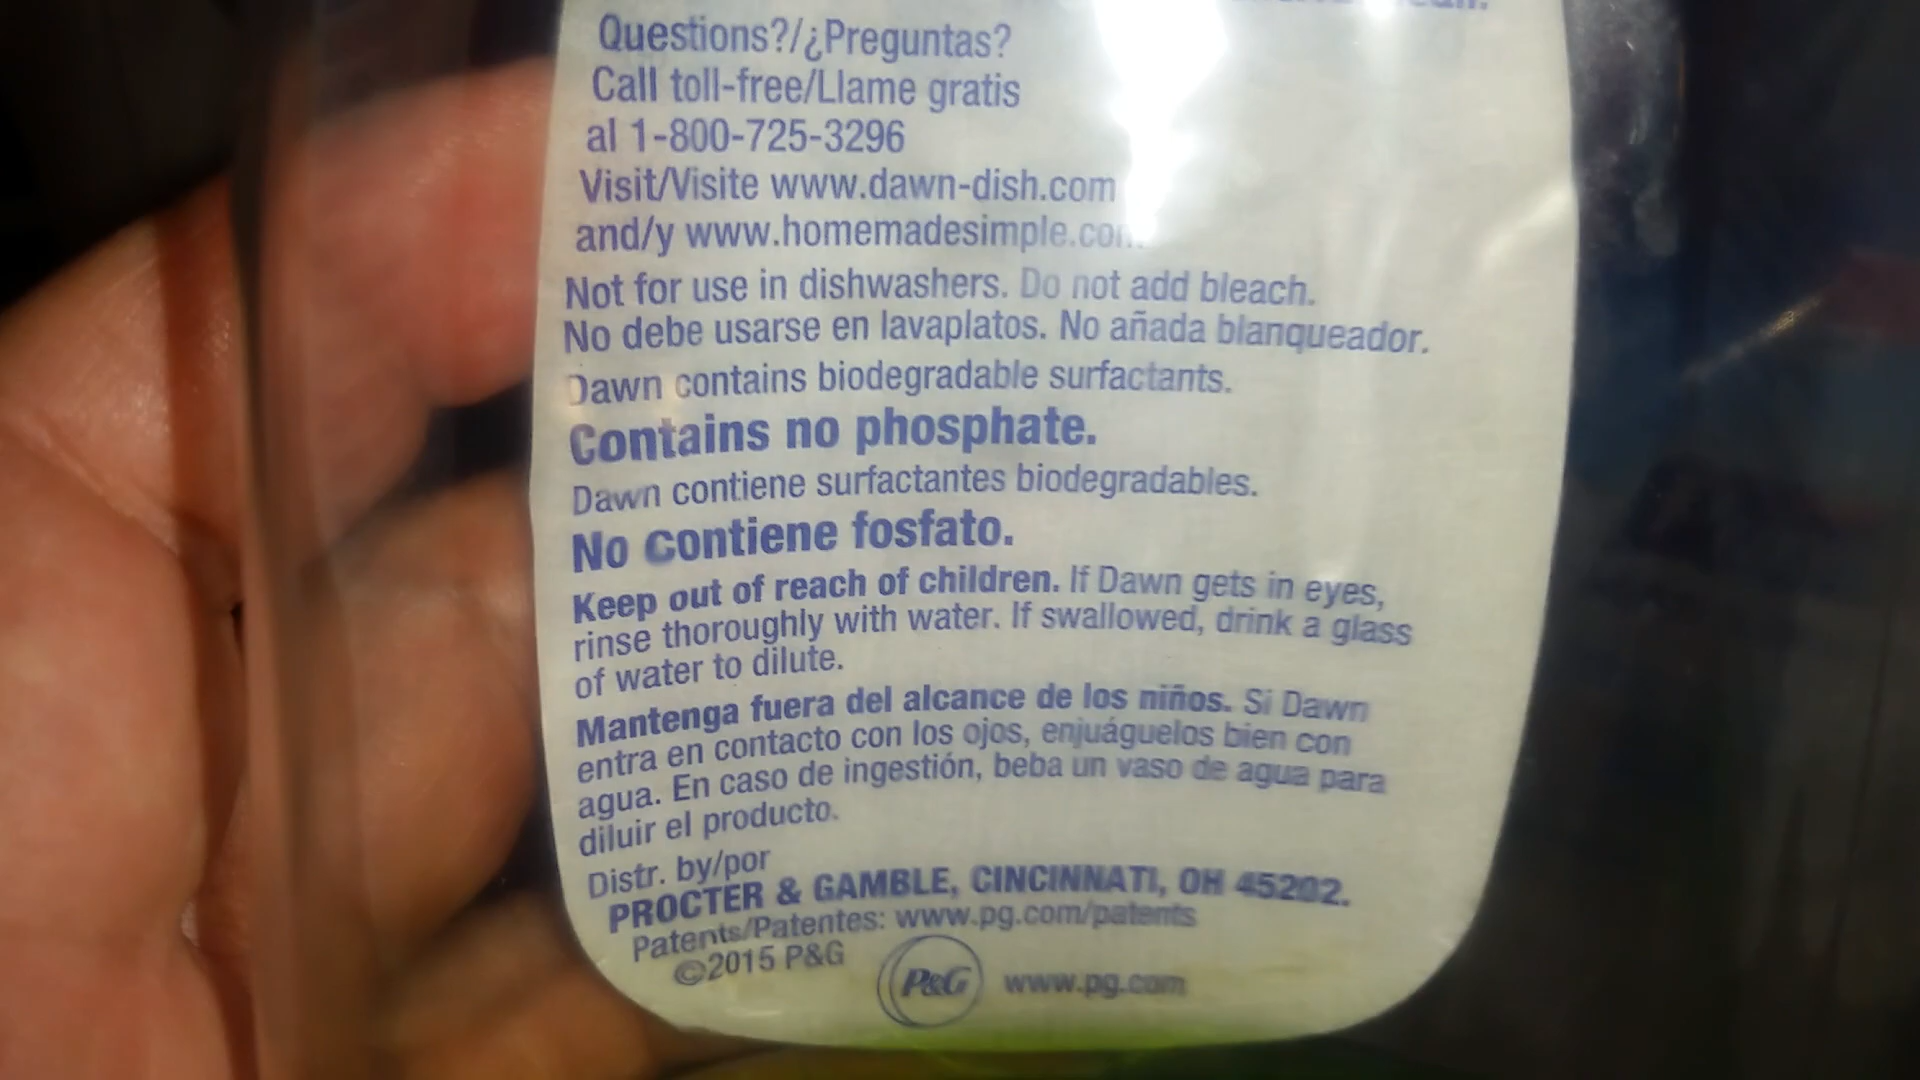 Questions?/¿Preguntas?
Call toll-free/Llame gratis
al 1-800-725-3296
Visit/Visite www.dawn-dish.com
and/y www.homemadesimple.com.
Not for use in dishwashers. Do not add bleach.
No debe usarse en lavaplatos. No añada blanqueador.
Dawn contains biodegradable surfactants.
Contains no phosphate.
Dawn contiene surfactantes biodegradables.
No contiene fosfato.
Keep out of reach of children. If Dawn gets in eyes,
rinse thoroughly with water. If swallowed, drink a glass
of water to dilute.
Mantenga fuera del alcance de los niños. Si Dawn
entra en contacto con los ojos, enjuáguelos bien con
agua. En caso de ingestión, beba un vaso de agua para
diluir el producto.
Distr. by/por
PROCTER & GAMBLE, CINCINNATI, OH 45202.
Patents/Patentes: www.pg.com/patents
©2015 P&G
P&G www.pg.com